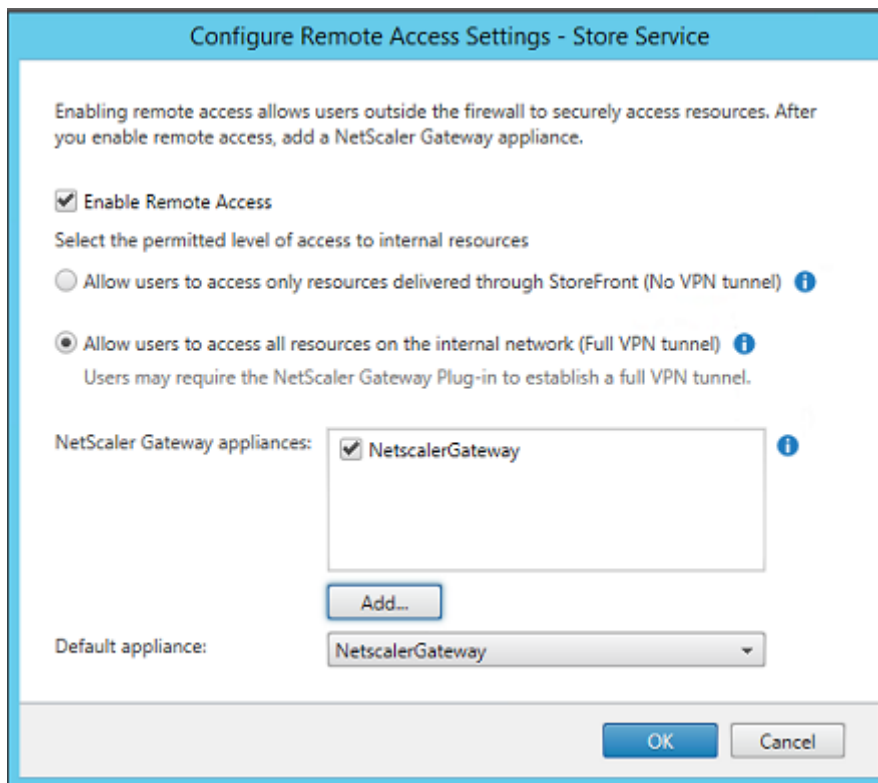 Configure Remote Access Settings - Store Service
Enabling remote access allows users outside the firewall to securely access resources. After
you enable remote access, add a NetScaler Gateway appliance.
Enable Remote Access
Select the permitted level of access to internal resources
Allow users to access only resources delivered through StoreFront (No VPN tunnel)
Allow users to access all resources on the internal network (Full VPN tunnel)
Users may require the NetScaler Gateway Plug-in to establish a full VPN tunnel.
NetScaler Gateway appliances:
NetscalerGateway
Add...
Default appliance:
NetscalerGateway
OK
Cancel